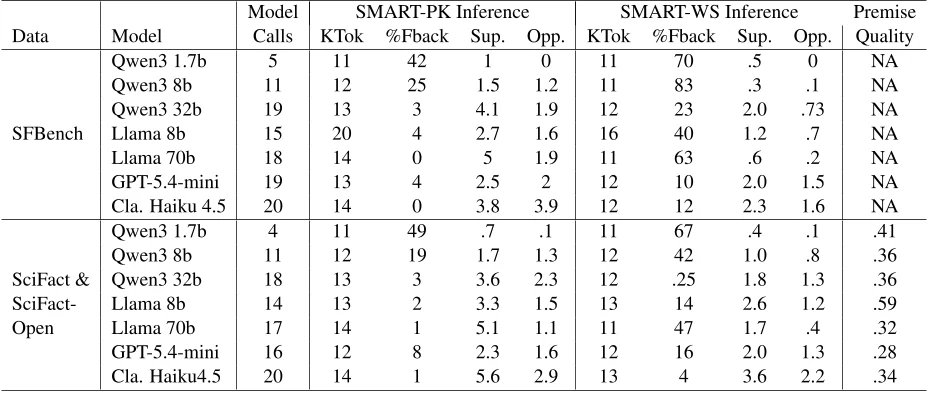 Model SMART-PK Inference SMART-WS Inference Premise
Data Model Calls KTok %Fback Sup. Opp. KTok %Fback Sup. Opp. Quality
Qwen3 1.7b 5 11 42 1 0 11 70 .5 0 NA
Qwen3 8b 11 12 25 1.5 1.2 11 83 .3 .1 NA
Qwen3 32b 19 13 3 4.1 1.9 12 23 2.0 .73 NA
SFBench Llama 8b 15 20 4 2.7 1.6 16 40 1.2 .7 NA
Llama 70b 18 14 0 5 1.9 11 63 .6 .2 NA
GPT-5.4-mini 19 13 4 2.5 2 12 10 2.0 1.5 NA
Cla. Haiku 4.5 20 14 0 3.8 3.9 12 12 2.3 1.6 NA
Qwen3 1.7b 4 11 49 .7 .1 11 67 .4 .1 .41
Qwen3 8b 11 12 19 1.7 1.3 12 42 1.0 .8 .36
SciFact & Qwen3 32b 18 13 3 3.6 2.3 12 .25 1.8 1.3 .36
SciFact- Llama 8b 14 13 2 3.3 1.5 13 14 2.6 1.2 .59
Open Llama 70b 17 14 1 5.1 1.1 11 47 1.7 .4 .32
GPT-5.4-mini 16 12 8 2.3 1.6 12 16 2.0 1.3 .28
Cla. Haiku4.5 20 14 1 5.6 2.9 13 4 3.6 2.2 .34